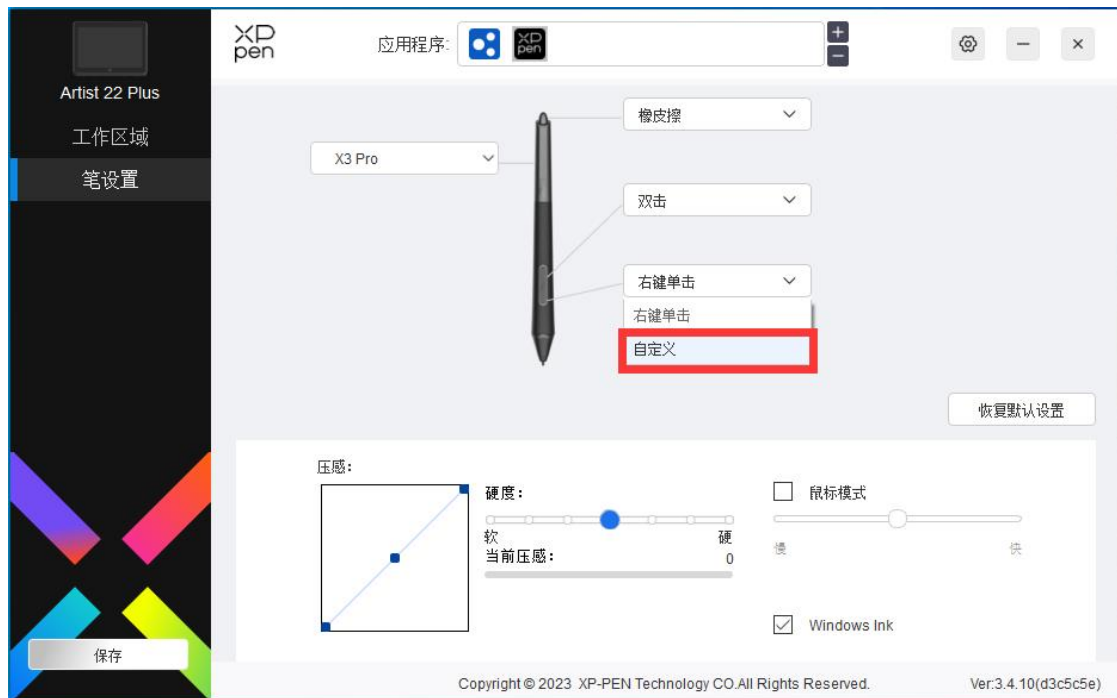 XP
pen
应用程序:
XP
pen
Artist 22 Plus
工作区域
笔设置
橡皮擦
X3 Pro
双击
右键单击
右键单击
自定义
恢复默认设置
压感:
硬度:
软 硬
当前压感: 0
鼠标模式
慢 快
Windows Ink
保存
Copyright © 2023 XP-PEN Technology CO.All Rights Reserved.
Ver:3.4.10(d3c5c5e)